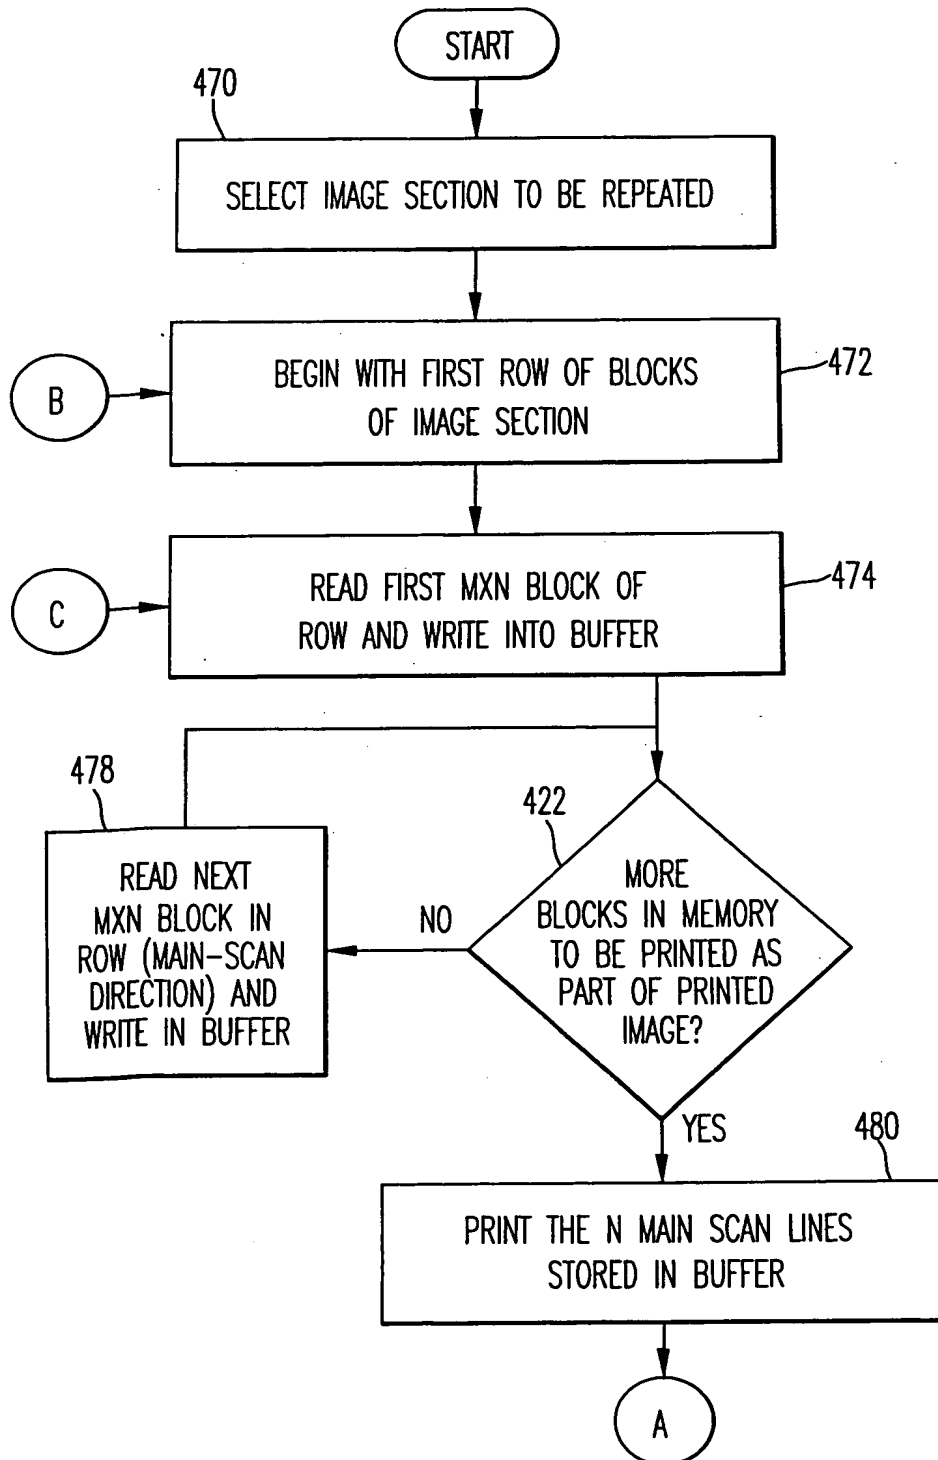 START
470
SELECT IMAGE SECTION TO BE REPEATED
B
BEGIN WITH FIRST ROW OF BLOCKS
OF IMAGE SECTION
472
C
READ FIRST MXN BLOCK OF
ROW AND WRITE INTO BUFFER
474
478
READ NEXT
MXN BLOCK IN
ROW (MAIN-SCAN
DIRECTION) AND
WRITE IN BUFFER
NO
422
MORE
BLOCKS IN MEMORY
TO BE PRINTED AS
PART OF PRINTED
IMAGE?
YES
480
PRINT THE N MAIN SCAN LINES
STORED IN BUFFER
A